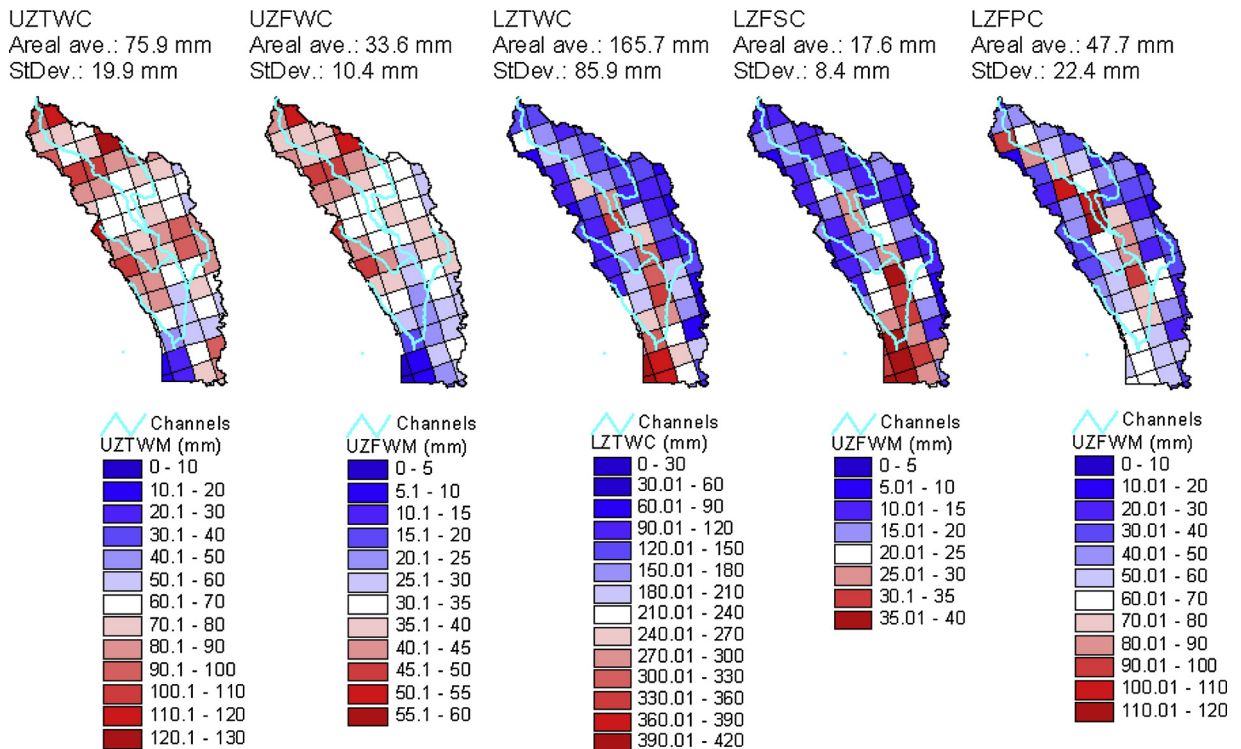 UZTWC
Areal ave.: 75.9 mm
StDev.: 19.9 mm
UZFWC
Areal ave.: 33.6 mm
StDev.: 10.4 mm
LZTWC
Areal ave.: 165.7 mm
StDev.: 85.9 mm
LZFSC
Areal ave.: 17.6 mm
StDev.: 8.4 mm
LZFPC
Areal ave.: 47.7 mm
StDev.: 22.4 mm
Channels
UZTWM (mm)
0 - 10
10.1 - 20
20.1 - 30
30.1 - 40
40.1 - 50
50.1 - 60
60.1 - 70
70.1 - 80
80.1 - 90
90.1 - 100
100.1 - 110
110.1 - 120
120.1 - 130
Channels
UZFWM (mm)
0 - 5
5.1 - 10
10.1 - 15
15.1 - 20
20.1 - 25
25.1 - 30
30.1 - 35
35.1 - 40
40.1 - 45
45.1 - 50
50.1 - 55
55.1 - 60
Channels
LZTWC (mm)
0 - 30
30.01 - 60
60.01 - 90
90.01 - 120
120.01 - 150
150.01 - 180
180.01 - 210
210.01 - 240
240.01 - 270
270.01 - 300
300.01 - 330
330.01 - 360
360.01 - 390
390.01 - 420
Channels
UZFWM (mm)
0 - 5
5.01 - 10
10.01 - 15
15.01 - 20
20.01 - 25
25.01 - 30
30.1 - 35
35.01 - 40
Channels
UZFWM (mm)
0 - 10
10.01 - 20
20.01 - 30
30.01 - 40
40.01 - 50
50.01 - 60
60.01 - 70
70.01 - 80
80.01 - 90
90.01 - 100
100.01 - 110
110.01 - 120